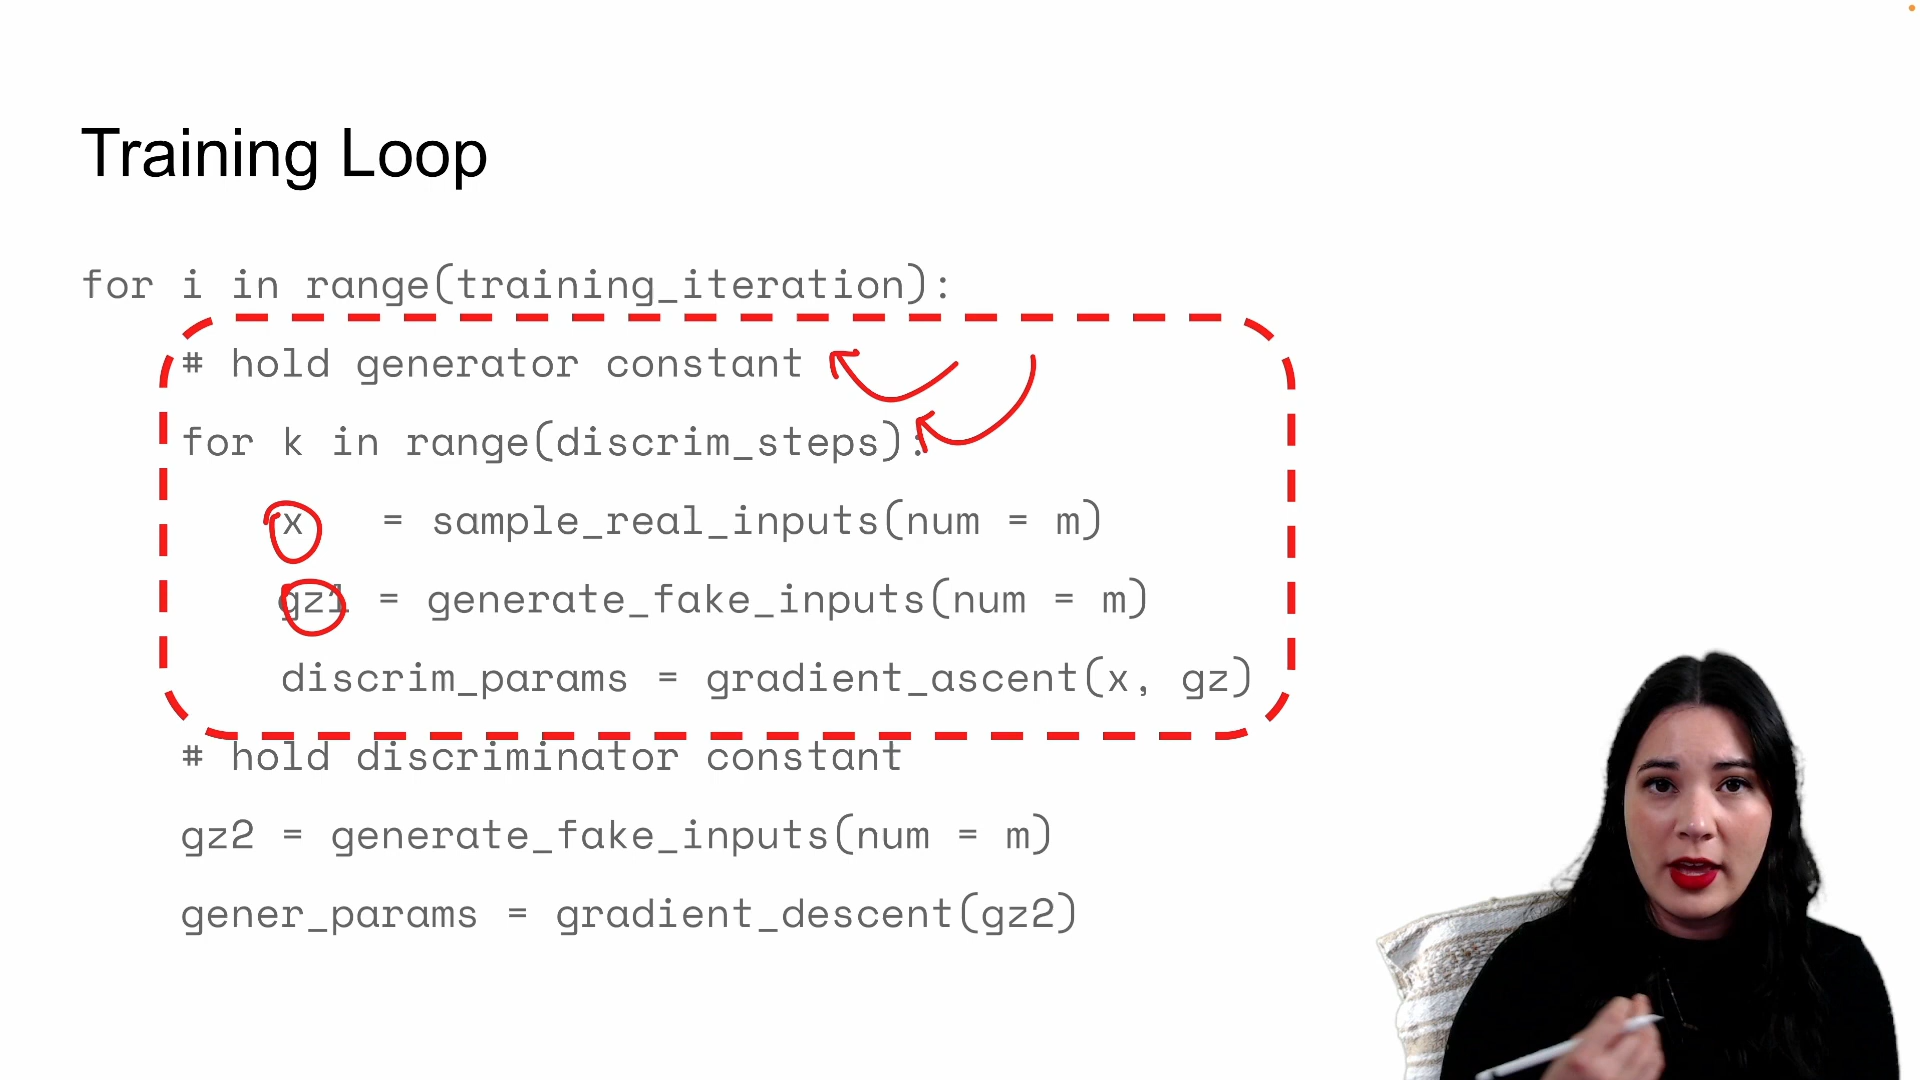 Training Loop
for i in range(training_iteration):
# hold generator constant
for k in range(discrim_steps):
x = sample_real_inputs(num = m)
gz1 = generate_fake_inputs(num = m)
discrim_params = gradient_ascent(x, gz)
# hold discriminator constant
gz2 = generate_fake_inputs(num = m)
gener_params = gradient_descent(gz2)